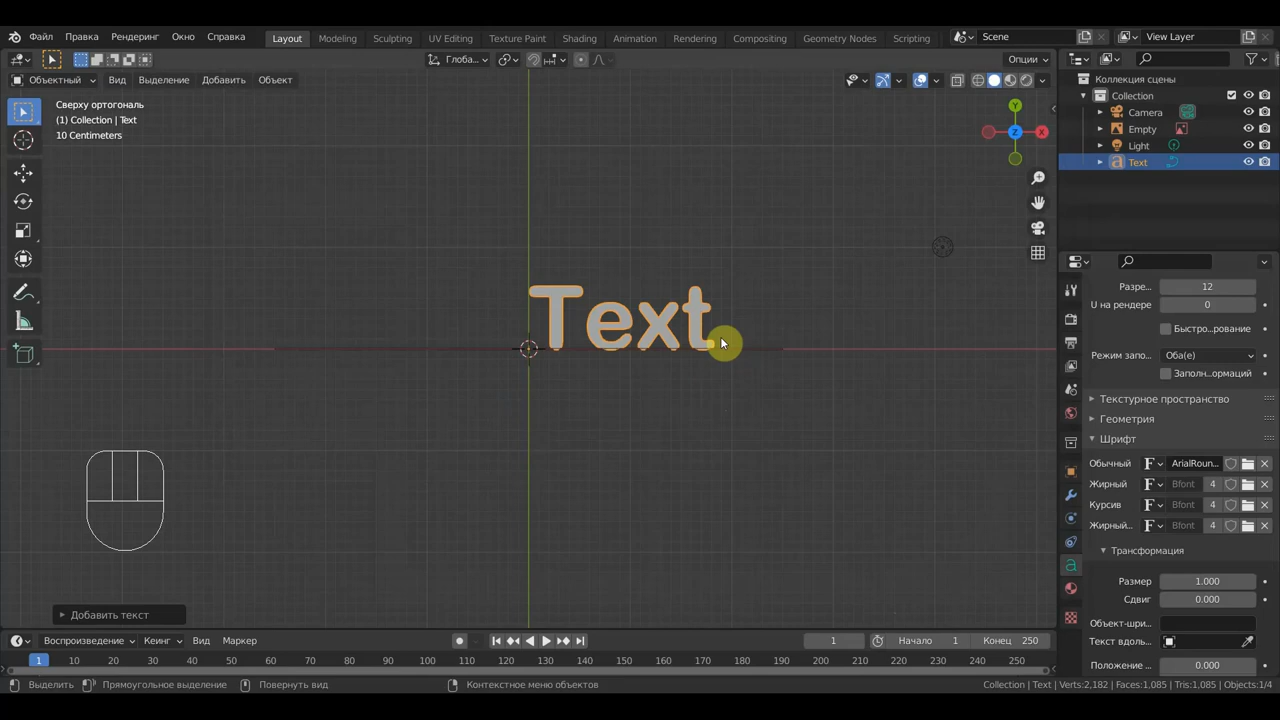 Файл Правка Рендеринг Окно Справка Layout Modeling Sculpting UV Editing Texture Paint Shading Animation Rendering Compositing Geometry Nodes Scripting Scene View Layer
Глоба... Опции
Объектный Вид Выделение Добавить Объект
Сверху ортогональ
(1) Collection | Text
10 Centimeters
Y
Z X
Коллекция сцены
Collection
Camera
Empty
Light
Text
Text
Разре... 12
U на рендере 0
Быстро...рование
Режим запо... Оба(е)
Заполн...ормаций
Текстурное пространство
Геометрия
Шрифт
Обычный F ArialRoun...
Жирный F Bfont 4
Курсив F Bfont 4
Жирный... F Bfont 4
Трансформация
Размер 1.000
Сдвиг 0.000
Объект-шри...
Текст вдоль...
Положение ... 0.000
Добавить текст
Воспроизведение Кеинг Вид Маркер 1 Начало 1 Конец 250
1 10 20 30 40 50 60 70 80 90 100 110 120 130 140 150 160 170 180 190 200 210 220 230 240 250
Выделить Прямоугольное выделение Повернуть вид Контекстное меню объектов Collection | Text | Verts:2,182 | Faces:1,085 | Tris:1,085 | Objects:1/4